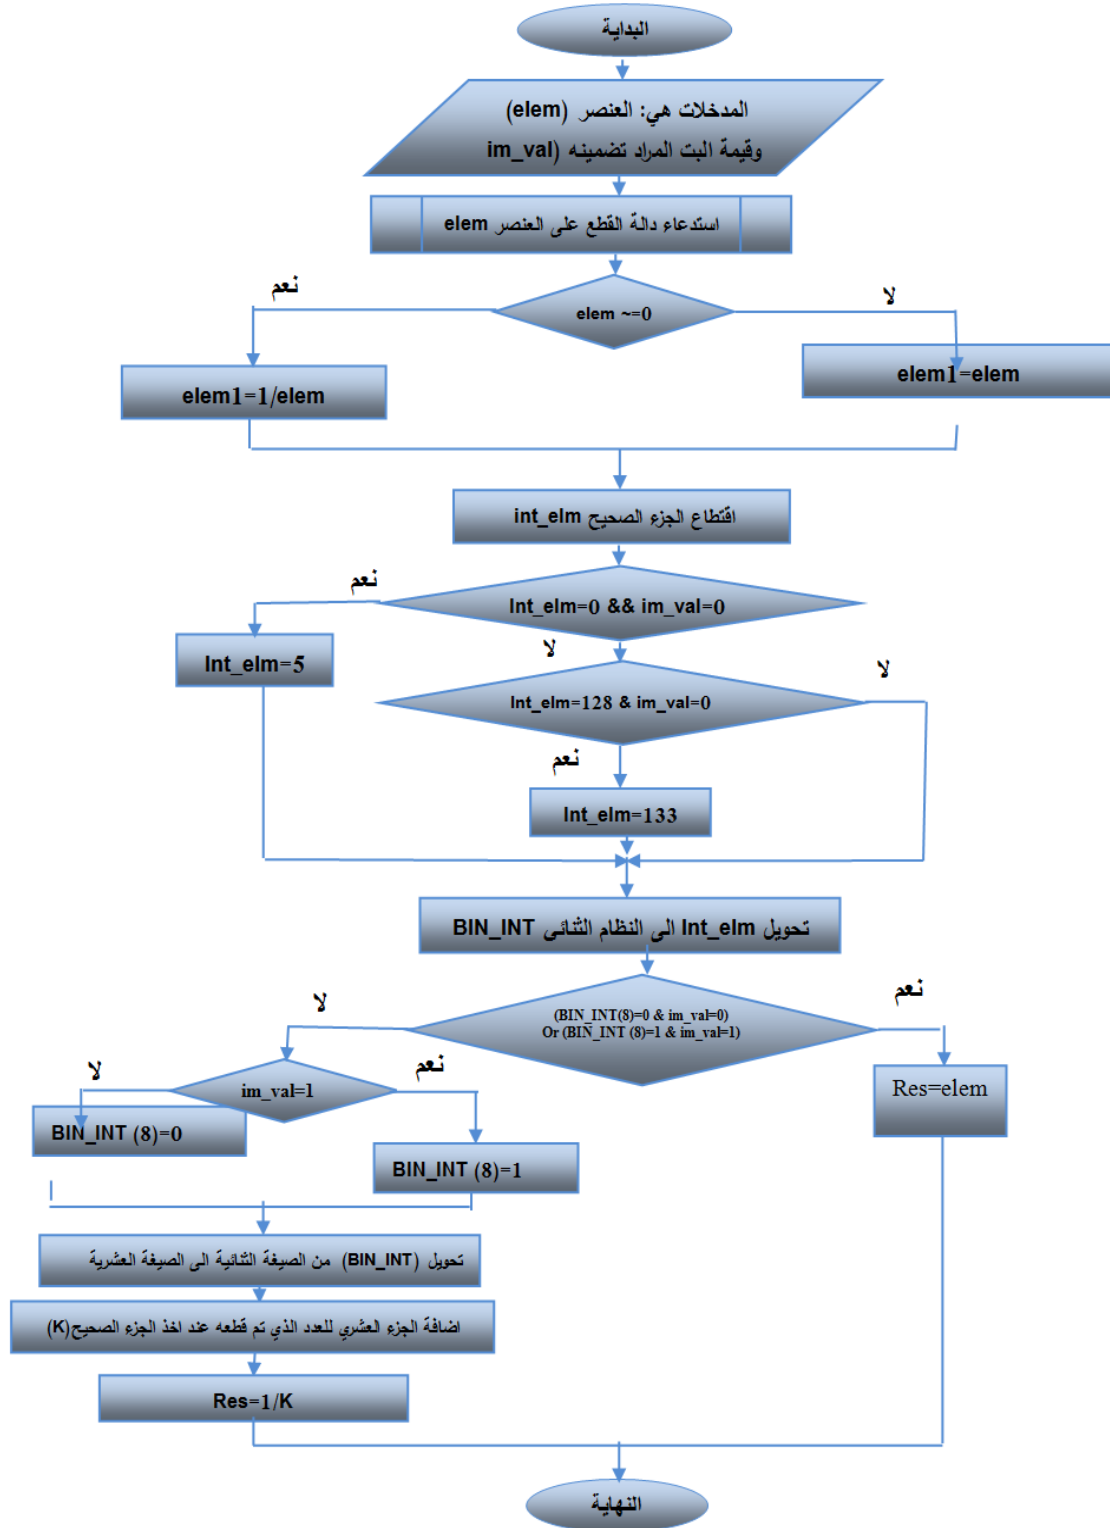 البداية
المدخلات هي: العنصر (elem)
وقيمة البت المراد تضمينه (im_val
استدعاء دالة القطع على العنصر elem
نعم
لا
elem ~=0
elem1=1/elem
elem1=elem
اقتطاع الجزء الصحيح int_elm
نعم
Int_elm=0 && im_val=0
لا
Int_elm=5
لا
Int_elm=128 & im_val=0
نعم
Int_elm=133
تحويل Int_elm الى النظام الثنائى BIN_INT
لا
نعم
(BIN_INT(8)=0 & im_val=0)
Or (BIN_INT (8)=1 & im_val=1)
لا
نعم
im_val=1
Res=elem
BIN_INT (8)=0
BIN_INT (8)=1
تحويل (BIN_INT) من الصيغة الثنائية الى الصيغة العشرية
اضافة الجزء العشري للعدد الذي تم قطعه عند اخذ الجزء الصحيح(K)
Res=1/K
النهاية